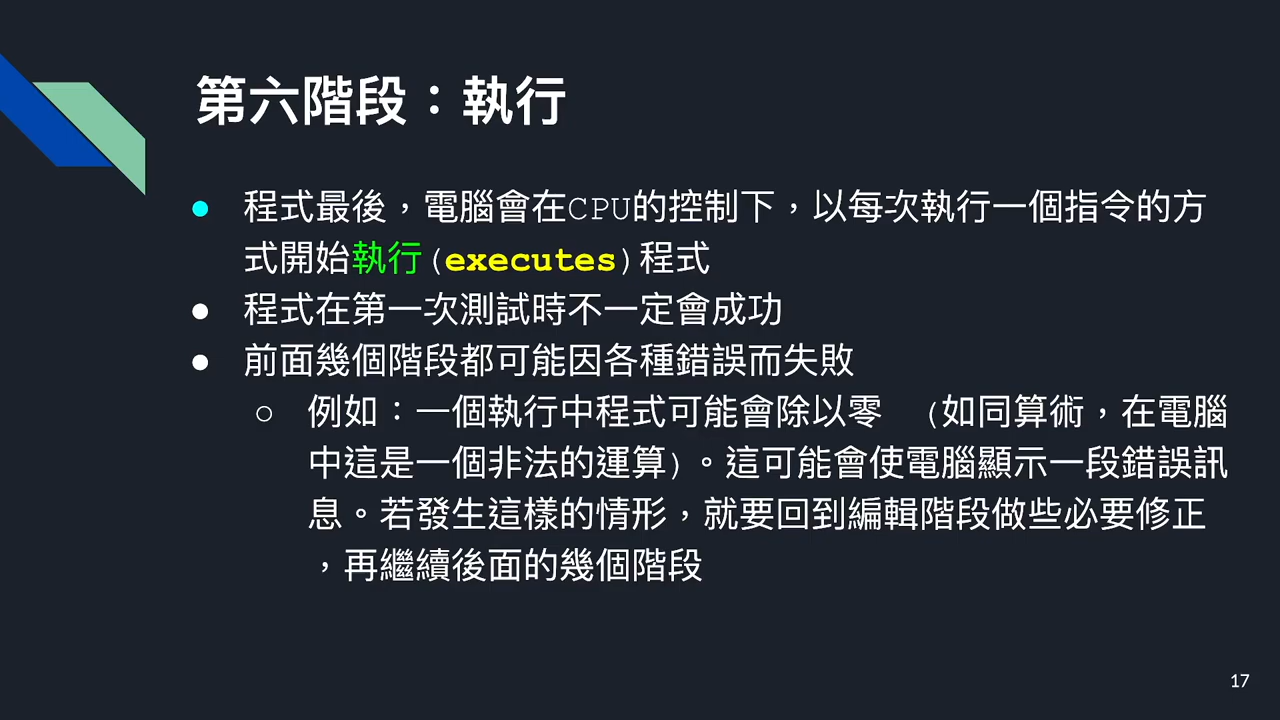 第六階段：執行
● 程式最後，電腦會在CPU的控制下，以每次執行一個指令的方
式開始執行(executes)程式
● 程式在第一次測試時不一定會成功
● 前面幾個階段都可能因各種錯誤而失敗
○ 例如：一個執行中程式可能會除以零 (如同算術，在電腦
中這是一個非法的運算)。這可能會使電腦顯示一段錯誤訊
息。若發生這樣的情形，就要回到編輯階段做些必要修正
，再繼續後面的幾個階段
17